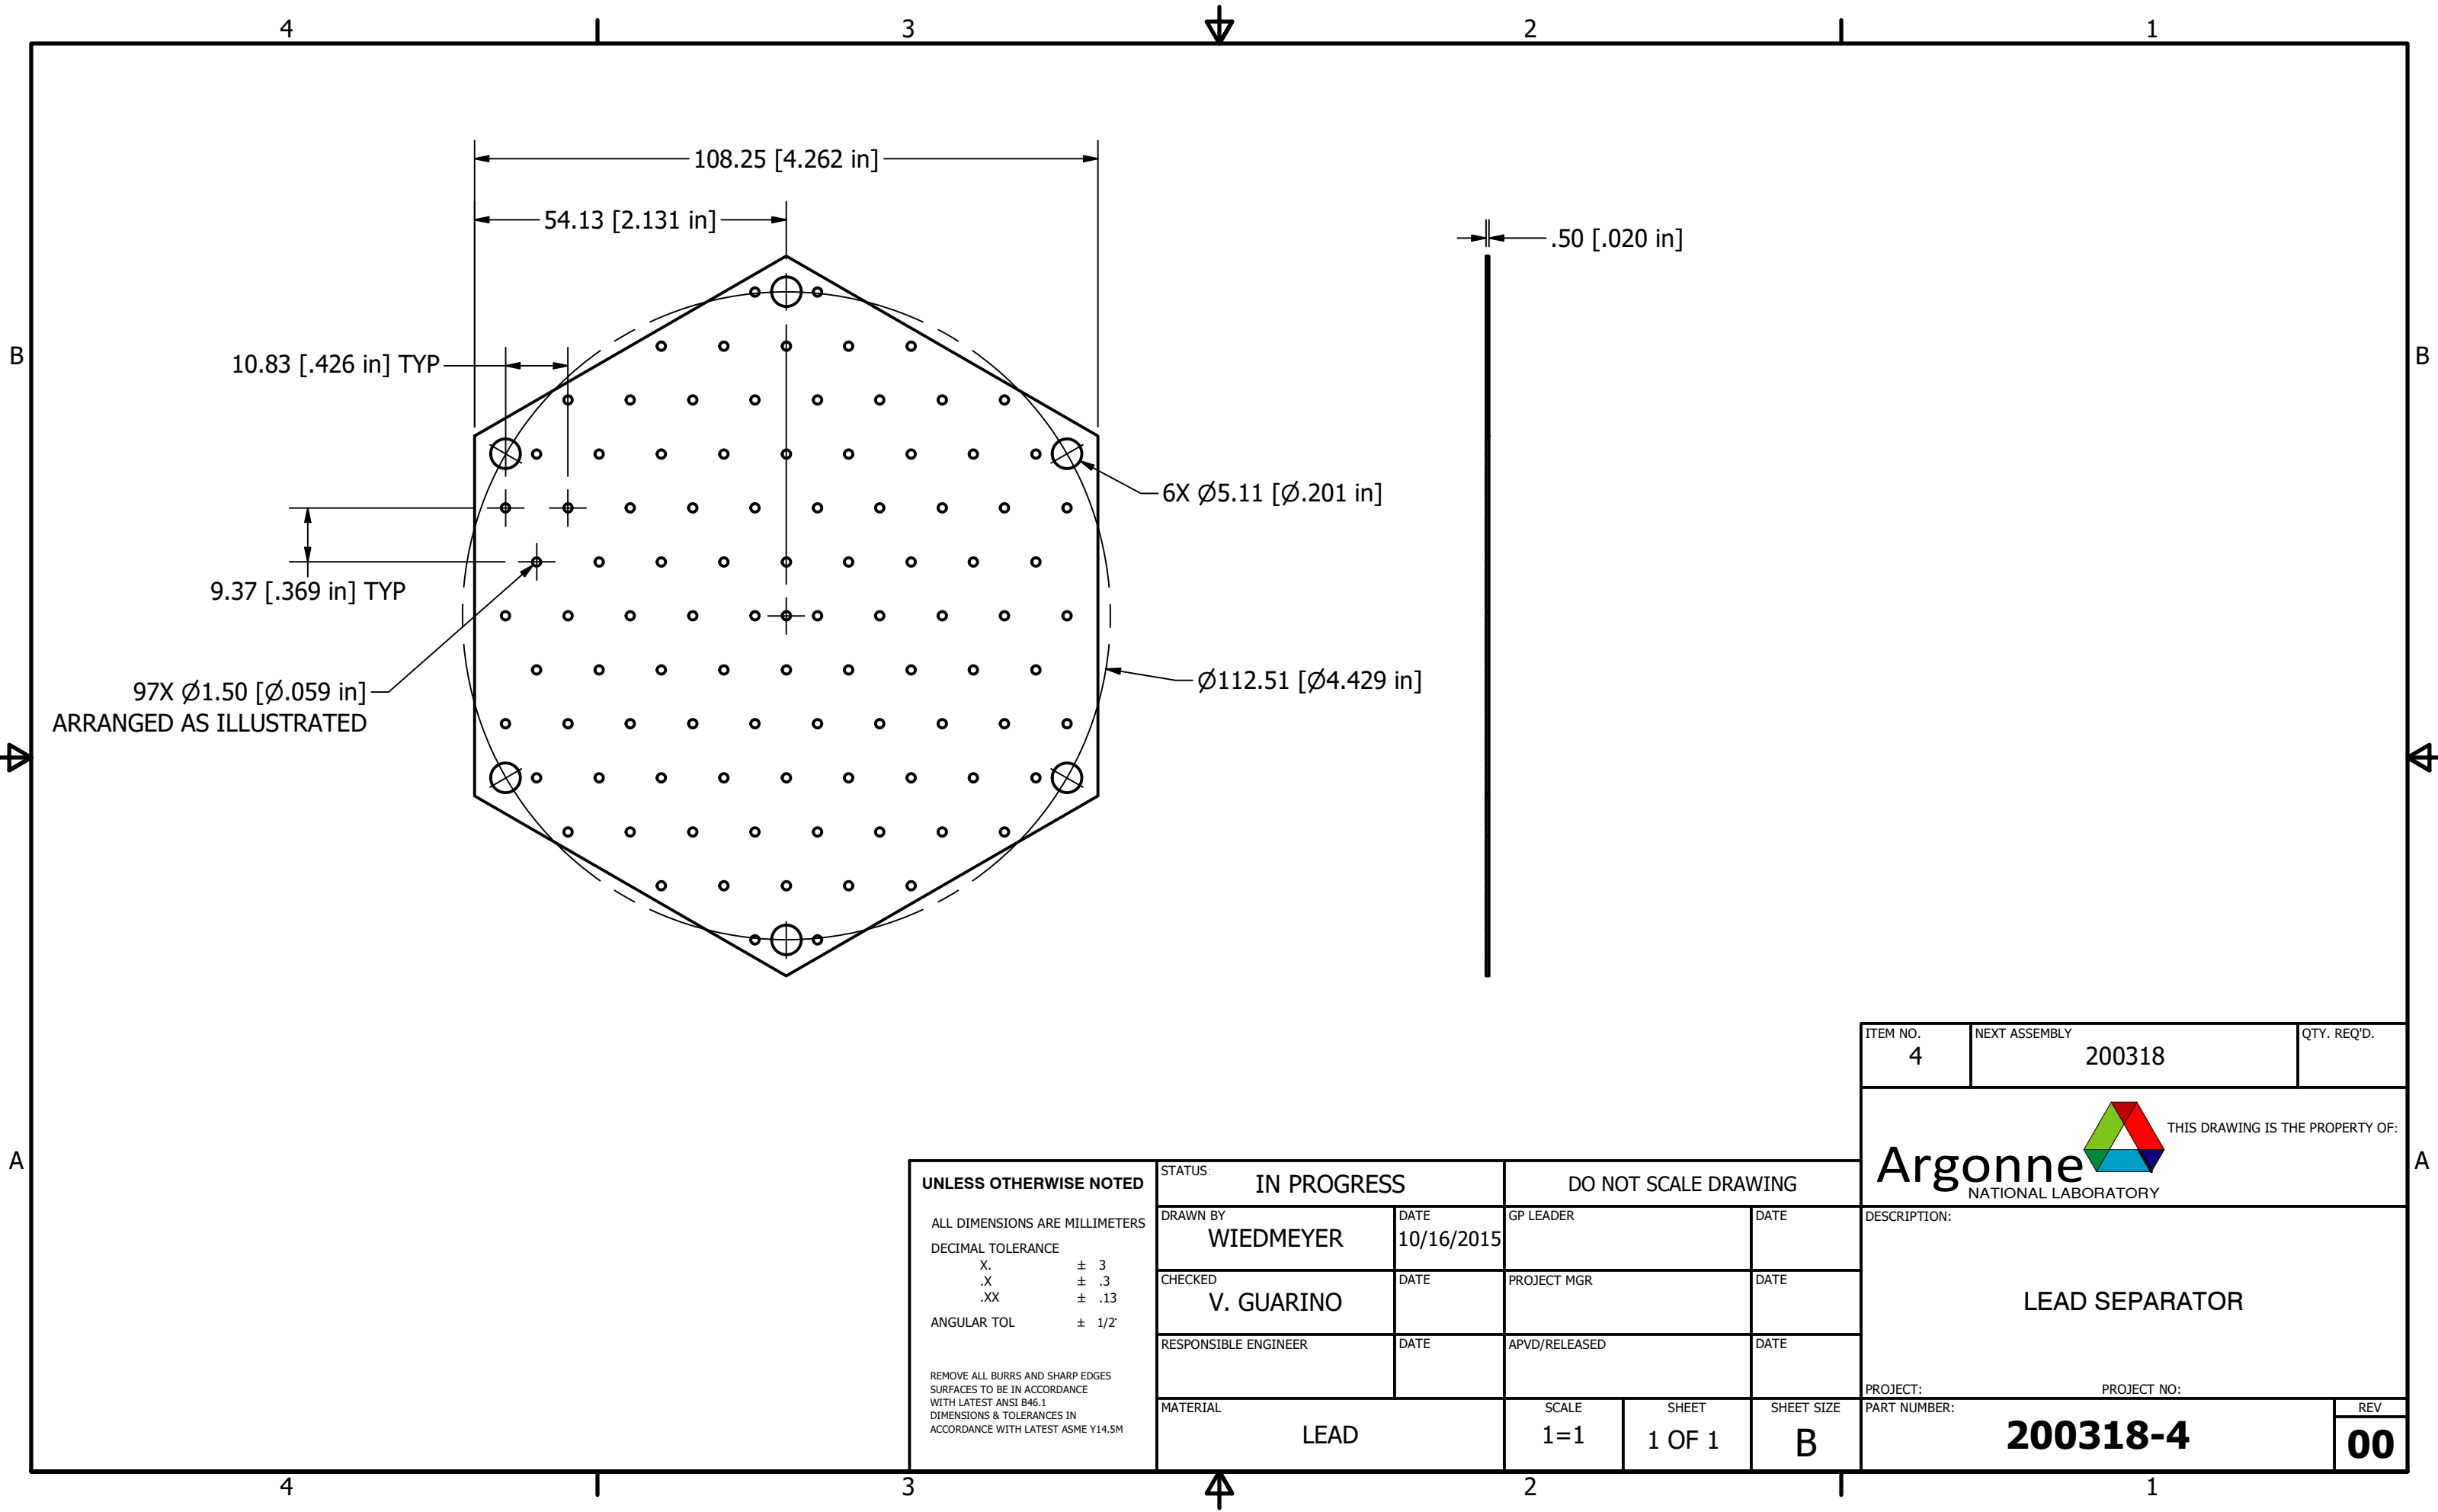 4 3 2 1
108.25 [4.262 in]
54.13 [2.131 in]
.50 [.020 in]
B B
10.83 [.426 in] TYP
6X Ø5.11 [Ø.201 in]
9.37 [.369 in] TYP
97X Ø1.50 [Ø.059 in]
ARRANGED AS ILLUSTRATED
Ø112.51 [Ø4.429 in]
A A
ITEM NO.
4
NEXT ASSEMBLY
200318
QTY. REQ'D.
THIS DRAWING IS THE PROPERTY OF:
Argonne
NATIONAL LABORATORY
UNLESS OTHERWISE NOTED
ALL DIMENSIONS ARE MILLIMETERS
DECIMAL TOLERANCE
X. ± 3
.X ± .3
.XX ± .13
ANGULAR TOL ± 1/2°
REMOVE ALL BURRS AND SHARP EDGES
SURFACES TO BE IN ACCORDANCE
WITH LATEST ANSI B46.1
DIMENSIONS & TOLERANCES IN
ACCORDANCE WITH LATEST ASME Y14.5M
STATUS:
IN PROGRESS
DO NOT SCALE DRAWING
DRAWN BY
WIEDMEYER
DATE
10/16/2015
GP LEADER
DATE
CHECKED
V. GUARINO
DATE
PROJECT MGR
DATE
RESPONSIBLE ENGINEER
DATE
APVD/RELEASED
DATE
MATERIAL
LEAD
SCALE
1=1
SHEET
1 OF 1
SHEET SIZE
B
DESCRIPTION:
LEAD SEPARATOR
PROJECT:
PROJECT NO:
PART NUMBER:
200318-4
REV
00
4 3 2 1